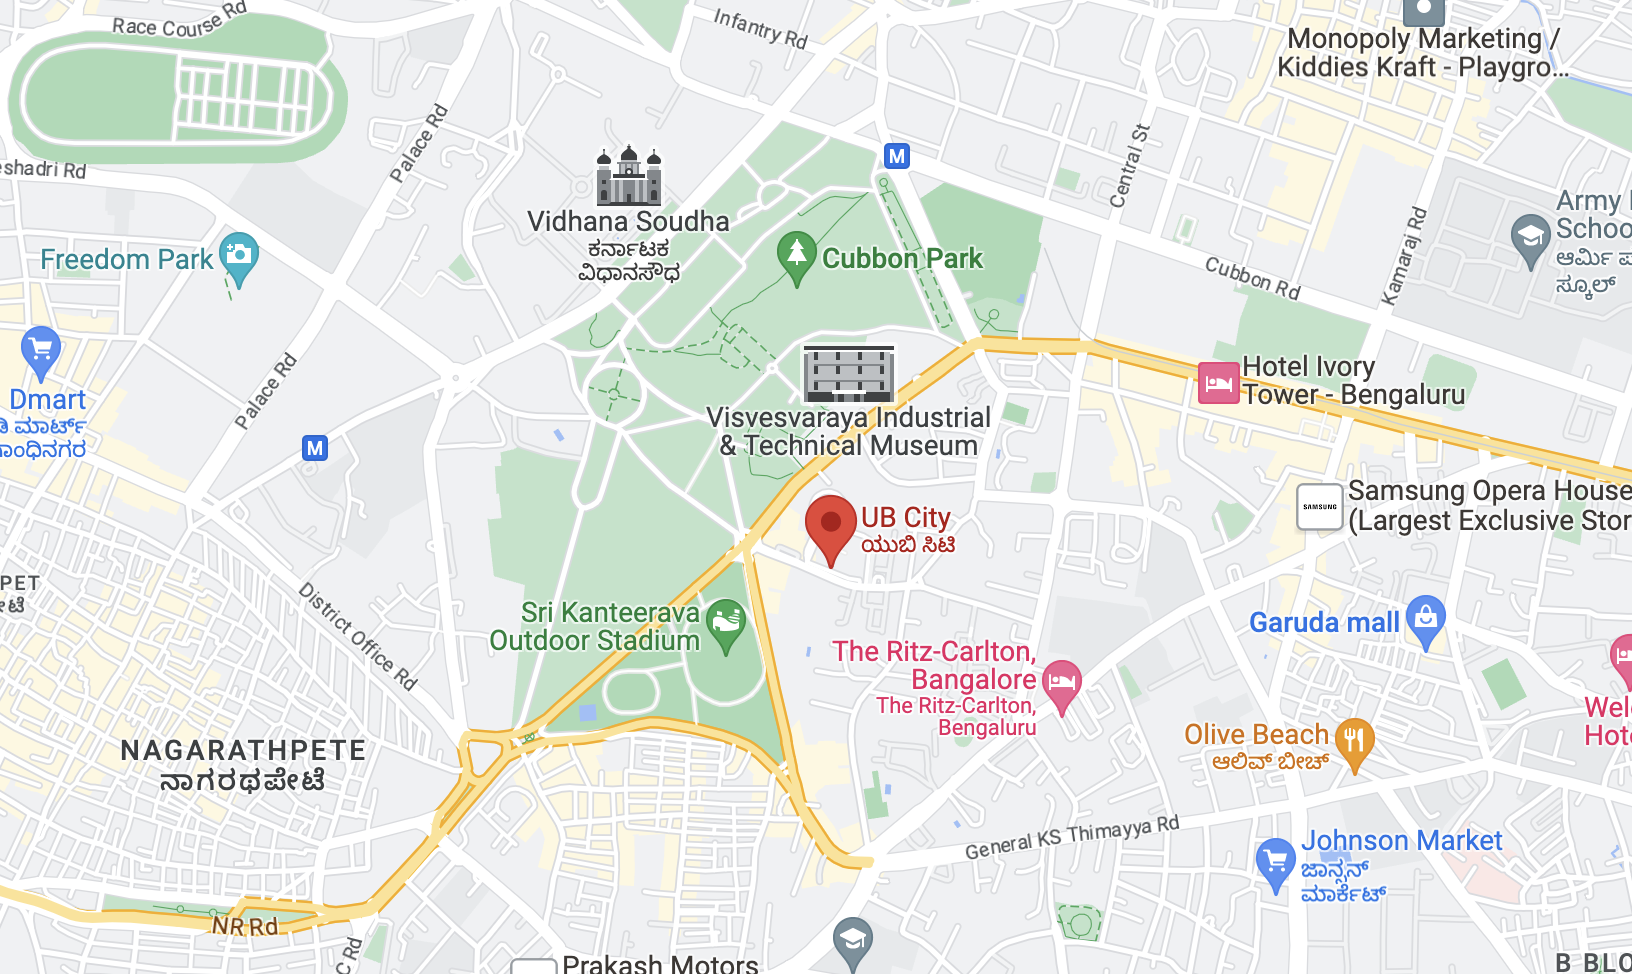 Race Course Rd
Infantry Rd
Monopoly Marketing /
Kiddies Kraft - Playgro...
Palace Rd
eshadri Rd
M
Central St
Vidhana Soudha
ಕರ್ನಾಟಕ
ವಿಧಾನಸೌಧ
Freedom Park
Cubbon Park
Cubbon Rd
Kamaraj Rd
Army
Schoo
ಆರ್ಮಿ
ಸ್ಕೂಲ್
Dmart
ಡಿ ಮಾರ್ಟ್
ಗಾಂಧಿನಗರ
Palace Rd
M
Visvesvaraya Industrial
& Technical Museum
Hotel Ivory
Tower - Bengaluru
SAMSUNG
Samsung Opera House
(Largest Exclusive Stor
UB City
ಯುಬಿ ಸಿಟಿ
PET
ೇಟೆ
District Office Rd
Sri Kanteerava
Outdoor Stadium
The Ritz-Carlton,
Bangalore
The Ritz-Carlton,
Bengaluru
Garuda mall
Welc
Hote
Olive Beach
ಆಲಿವ್ ಬೀಚ್
NAGARATHPETE
ನಾಗರಥಪೇಟೆ
General KS Thimayya Rd
Johnson Market
ಜಾನ್ಸನ್
ಮಾರ್ಕೆಟ್
NR Rd
C Rd
Prakash Motors
B BLO